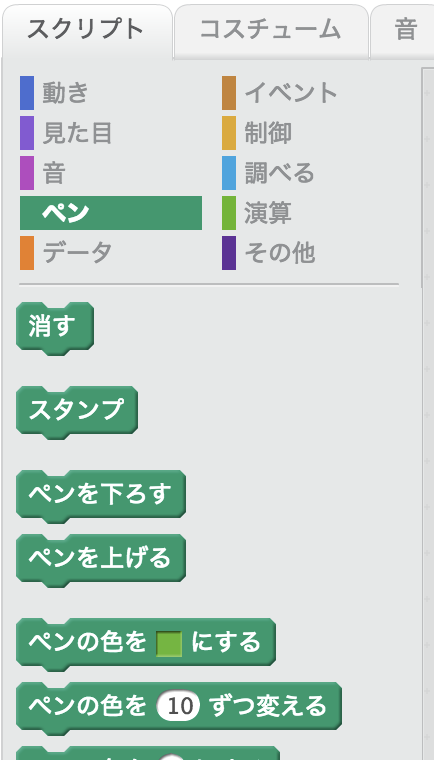 スクリプト コスチューム 音
動き イベント
見た目 制御
音 調べる
ペン 演算
データ その他
消す
スタンプ
ペンを下ろす
ペンを上げる
ペンの色を にする
ペンの色を 10 ずつ変える